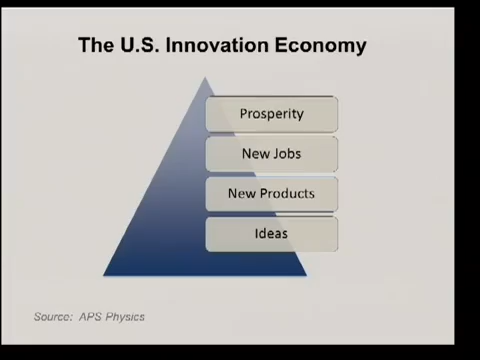 The U.S. Innovation Economy
Prosperity
New Jobs
New Products
Ideas
Source: APS Physics